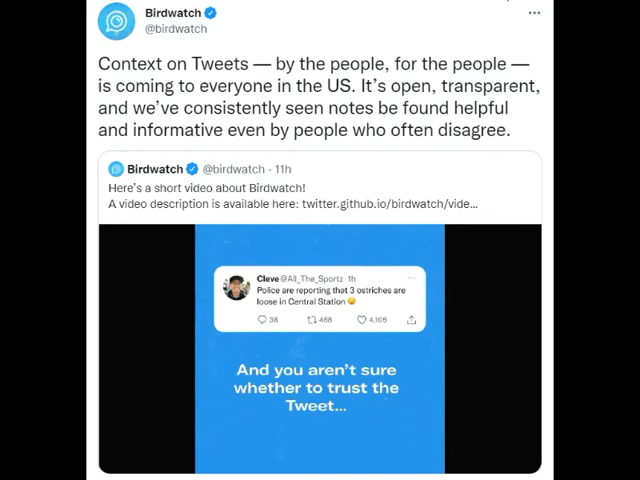 Birdwatch
@birdwatch
Context on Tweets — by the people, for the people —
is coming to everyone in the US. It’s open, transparent,
and we’ve consistently seen notes be found helpful
and informative even by people who often disagree.
Birdwatch @birdwatch · 11h
Here’s a short video about Birdwatch!
A video description is available here: twitter.github.io/birdwatch/vide...
Cleve @All_The_Sportz · 1h
Police are reporting that 3 ostriches are
loose in Central Station 😳
38 468 4,105
And you aren’t sure
whether to trust the
Tweet...